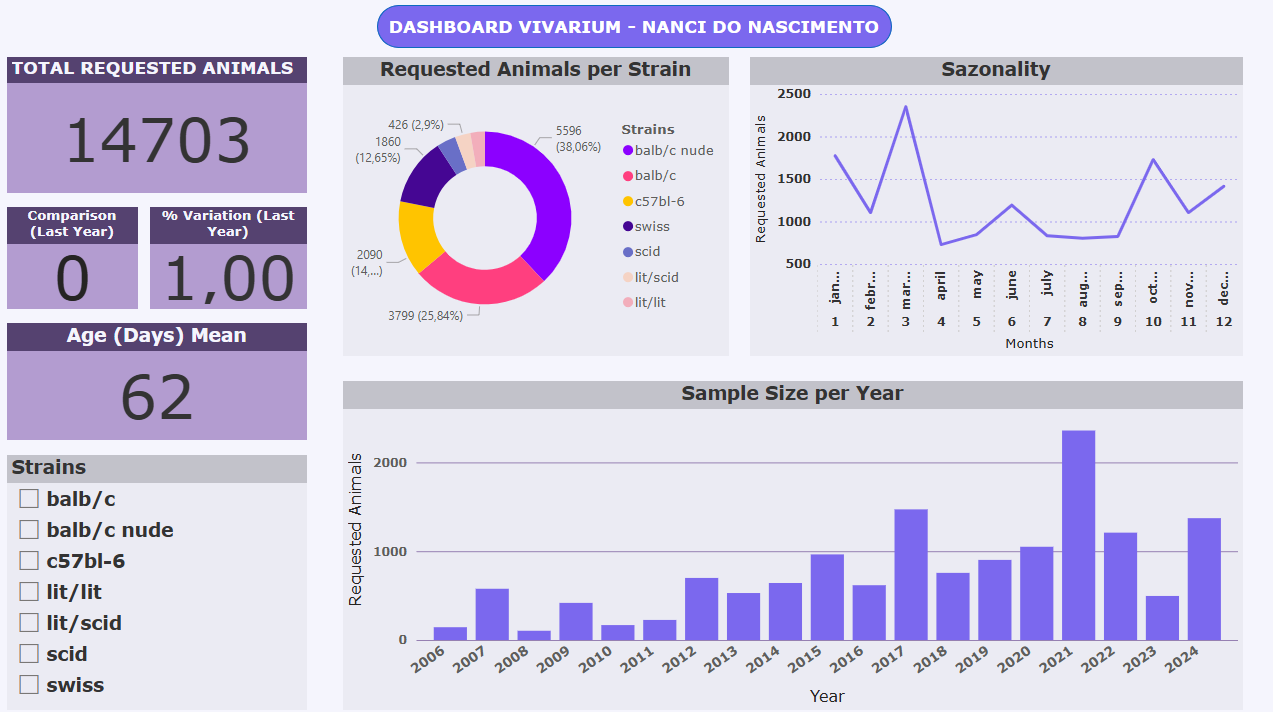 DASHBOARD VIVARIUM - NANCI DO NASCIMENTO
TOTAL REQUESTED ANIMALS
14703
Comparison
(Last Year)
0
% Variation (Last
Year)
1,00
Age (Days) Mean
62
Strains
balb/c
balb/c nude
c57bl-6
lit/lit
lit/scid
scid
swiss
Requested Animals per Strain
426 (2,9%)
1860
(12,65%)
2090
(14,...)
3799 (25,84%)
5596
(38,06%)
Strains
balb/c nude
balb/c
c57bl-6
swiss
scid
lit/scid
lit/lit
Sazonality
Requested Animals
2500
2000
1500
1000
500
jan... febr... mar... april may june july aug... sep... oct... nov... dec...
1 2 3 4 5 6 7 8 9 10 11 12
Months
Sample Size per Year
Requested Animals
2000
1000
0
2006 2007 2008 2009 2010 2011 2012 2013 2014 2015 2016 2017 2018 2019 2020 2021 2022 2023 2024
Year